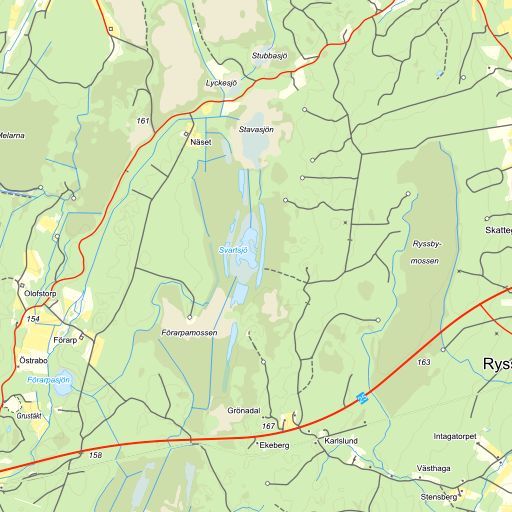 Stubbasjö
Lyckesjö
161
Stavasjön
Melarna
Näset
Skatteg
Ryssby-
mossen
Svartsjö
Olofstorp
154
Förarpamossen
Förarp
Östrabo
163
Ryss
Förarpasjön
Grustäkt
Grönadal
167
Karlslund
Ekeberg
Intagatorpet
158
Västhaga
Stensberg